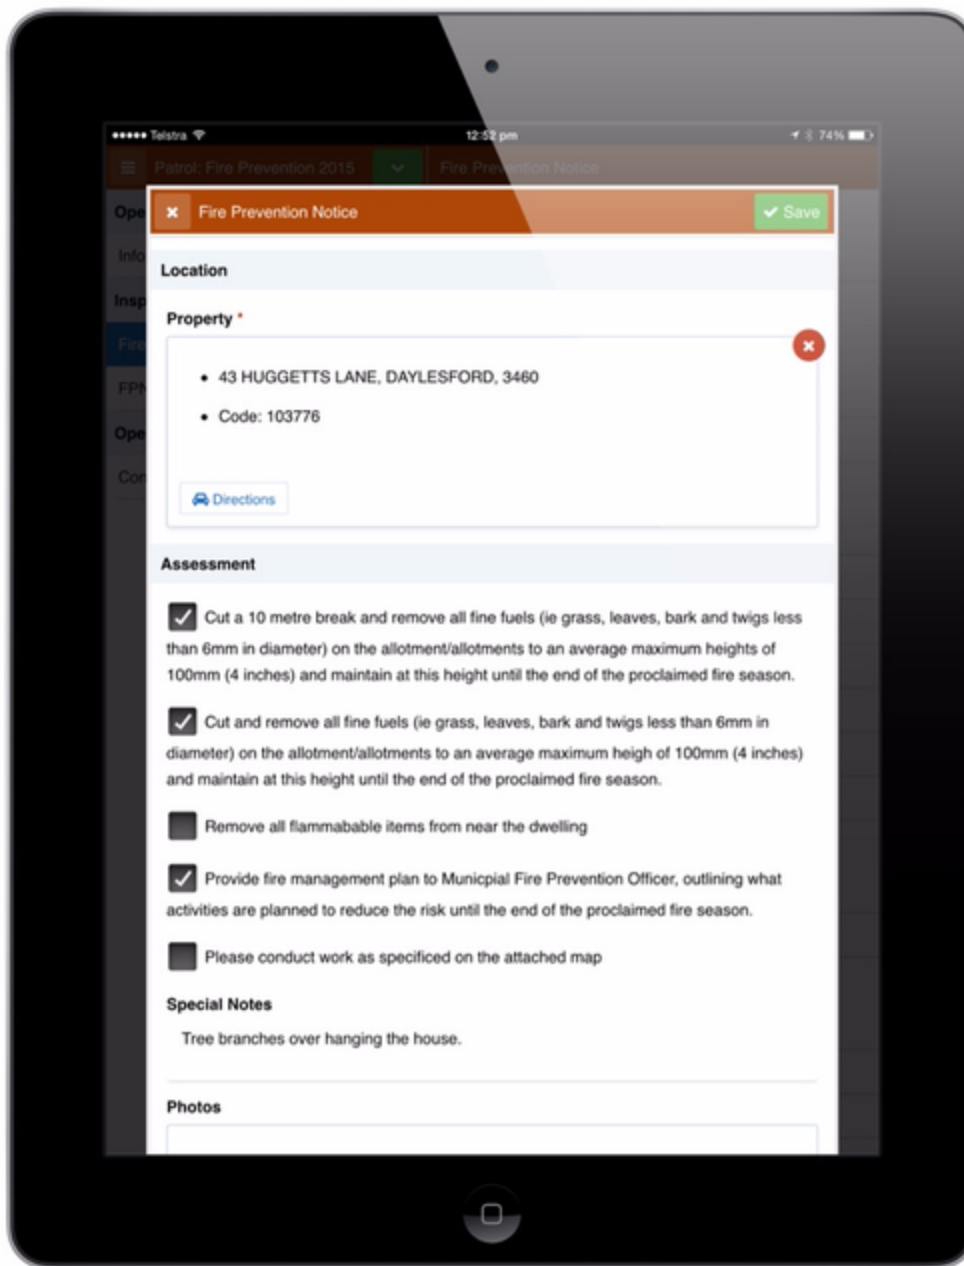 Telstra 12:52 pm 74%
Patrol: Fire Prevention 2015 Fire Prevention Notice
Ope
Fire Prevention Notice Save
Info
Location
Insp
Property *
Fire
43 HUGGETTS LANE, DAYLESFORD, 3460
FPN
Code: 103776
Ope
Con
Directions
Assessment
Cut a 10 metre break and remove all fine fuels (ie grass, leaves, bark and twigs less
than 6mm in diameter) on the allotment/allotments to an average maximum heights of
100mm (4 inches) and maintain at this height until the end of the proclaimed fire season.
Cut and remove all fine fuels (ie grass, leaves, bark and twigs less than 6mm in
diameter) on the allotment/allotments to an average maximum heigh of 100mm (4 inches)
and maintain at this height until the end of the proclaimed fire season.
Remove all flammabable items from near the dwelling
Provide fire management plan to Municpial Fire Prevention Officer, outlining what
activities are planned to reduce the risk until the end of the proclaimed fire season.
Please conduct work as specificed on the attached map
Special Notes
Tree branches over hanging the house.
Photos